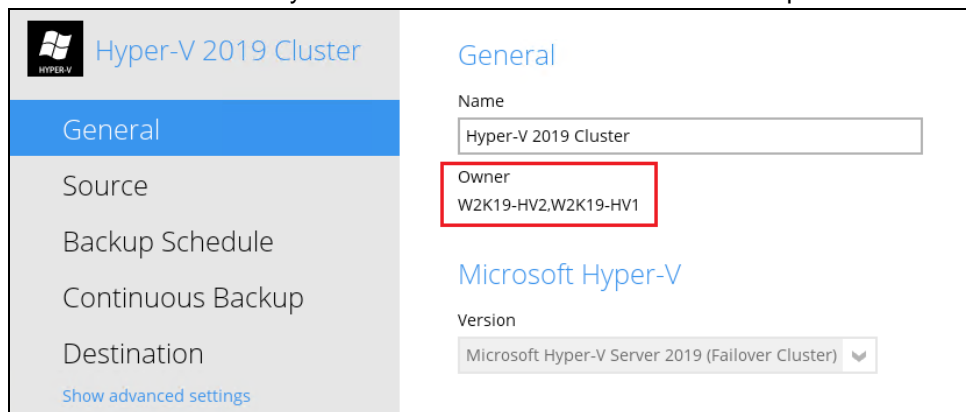 HYPER-V
Hyper-V 2019 Cluster
General
Source
Backup Schedule
Continuous Backup
Destination
Show advanced settings
General
Name
Hyper-V 2019 Cluster
Owner
W2K19-HV2,W2K19-HV1
Microsoft Hyper-V
Version
Microsoft Hyper-V Server 2019 (Failover Cluster)